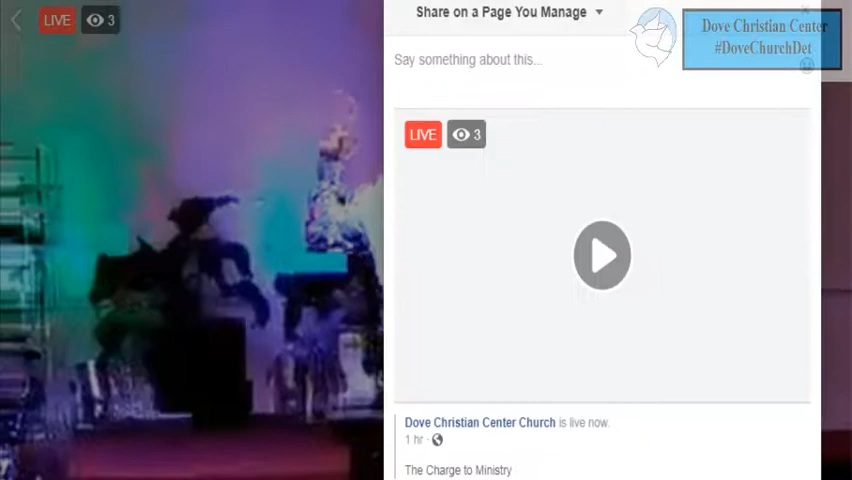 LIVE 3
Share on a Page You Manage
Dove Christian Center
#DoveChurchDet
Say something about this...
LIVE 3
Dove Christian Center Church is live now.
1 hr ·
The Charge to Ministry